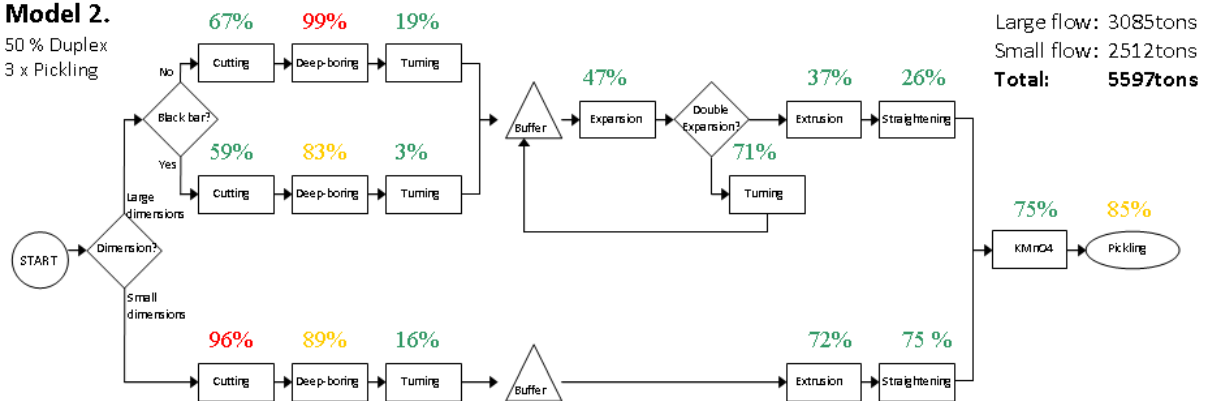 Model 2.
50 % Duplex
3 x Pickling
Large flow: 3085tons
Small flow: 2512tons
Total: 5597tons
67% 99% 19%
No
Cutting Deep-boring Turning
Black bar?
47% 37% 26%
Buffer Expansion Double Expansion? Extrusion Straightening
Yes
59% 83% 3%
Cutting Deep-boring Turning
71%
Turning
Large
dimensions
START
Dimension?
75% 85%
KMnO4 Pickling
Small
dimensions
96% 89% 16%
Cutting Deep-boring Turning
Buffer
72% 75 %
Extrusion Straightening